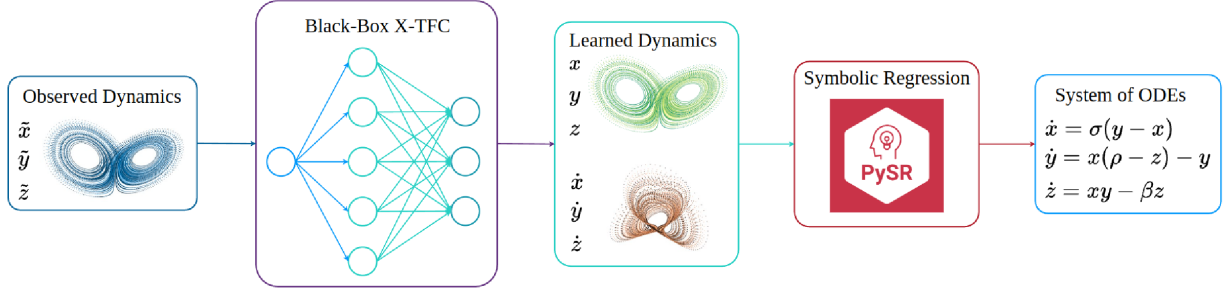 Observed Dynamics
x̃
ỹ
z̃
Black-Box X-TFC
Learned Dynamics
x
y
z
ẋ
ẏ
ż
Symbolic Regression
PySR
System of ODEs
ẋ = σ(y − x)
ẏ = x(ρ − z) − y
ż = xy − βz